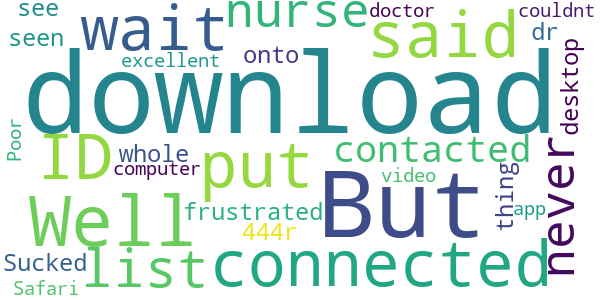 see
wait
nurse
doctor
couldnt
seen
said
dr
excellent
onto
download
desktop
Poor
ID
whole
computer
put
contacted
never
video
thing
app
Well
frustrated
But
444r
Sucked
list
connected
Safari